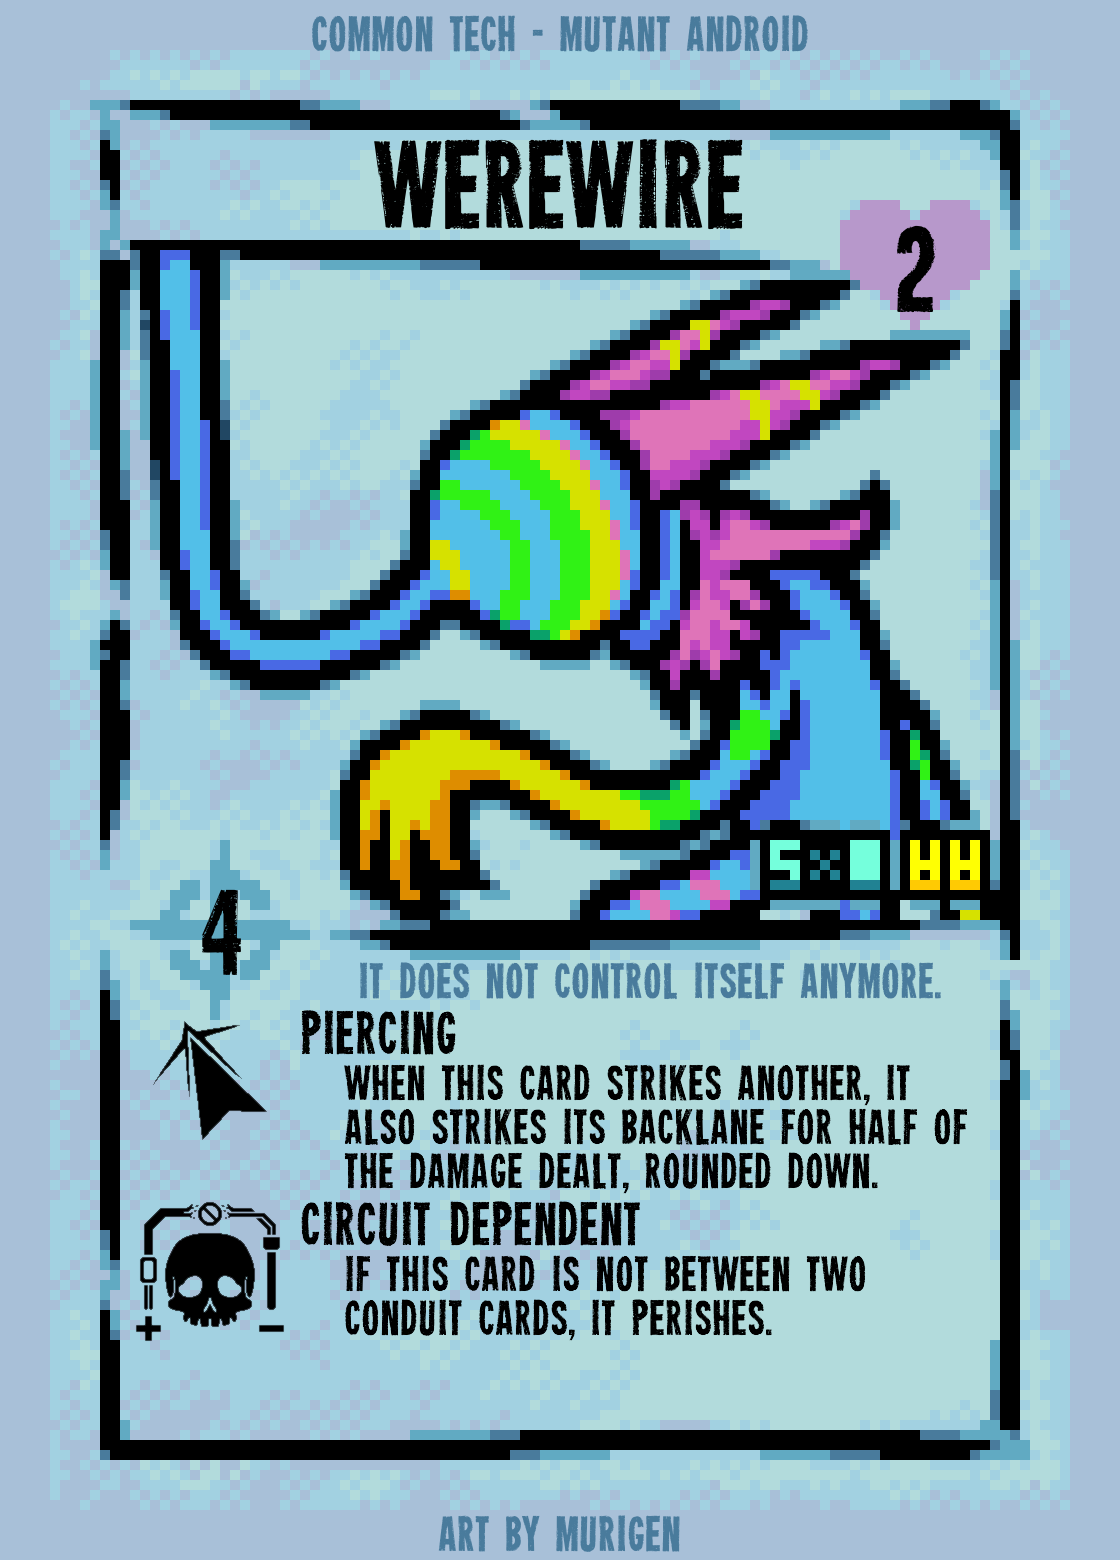 COMMON TECH - MUTANT ANDROID
WEREWIRE
2
5×
4
IT DOES NOT CONTROL ITSELF ANYMORE.
PIERCING
WHEN THIS CARD STRIKES ANOTHER, IT
ALSO STRIKES ITS BACKLANE FOR HALF OF
THE DAMAGE DEALT, ROUNDED DOWN.
CIRCUIT DEPENDENT
IF THIS CARD IS NOT BETWEEN TWO
CONDUIT CARDS, IT PERISHES.
ART BY MURIGEN